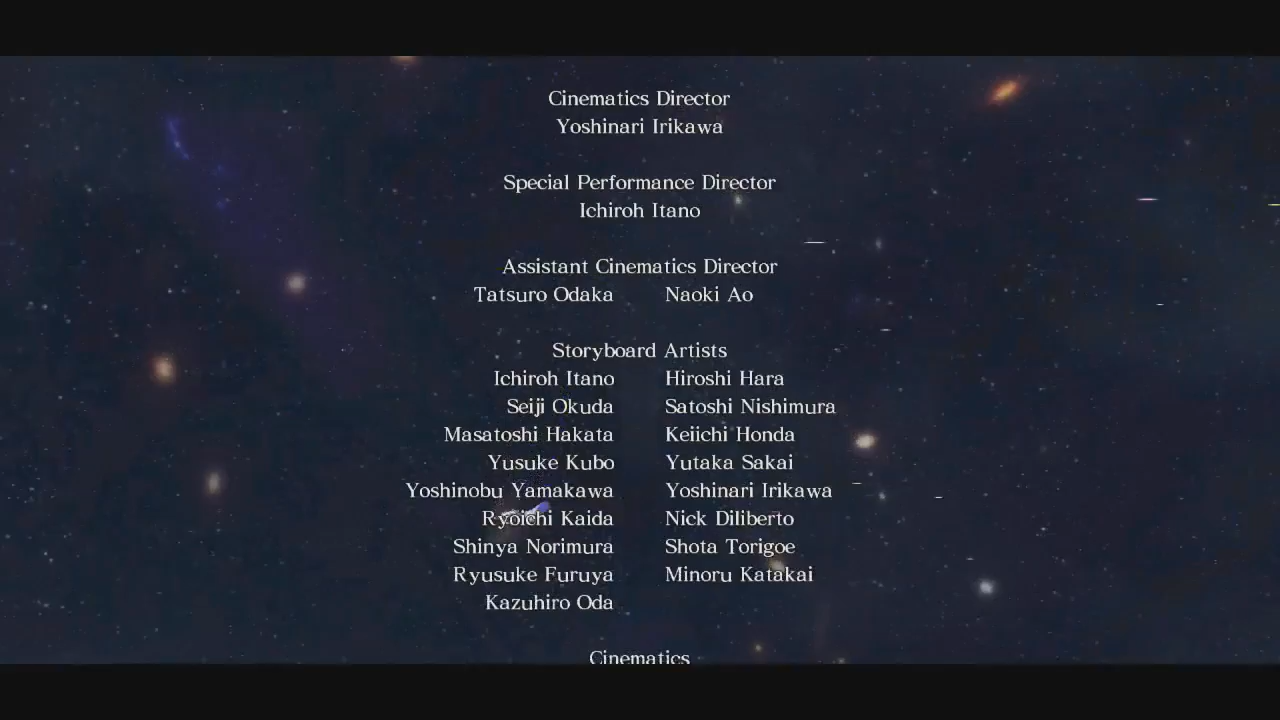 Cinematics Director
Yoshinari Irikawa
Special Performance Director
Ichiroh Itano
Assistant Cinematics Director
Tatsuro Odaka Naoki Ao
Storyboard Artists
Ichiroh Itano Hiroshi Hara
Seiji Okuda Satoshi Nishimura
Masatoshi Hakata Keiichi Honda
Yusuke Kubo Yutaka Sakai
Yoshinobu Yamakawa Yoshinari Irikawa
Ryoichi Kaida Nick Diliberto
Shinya Norimura Shota Torigoe
Ryusuke Furuya Minoru Katakai
Kazuhiro Oda
Cinematics